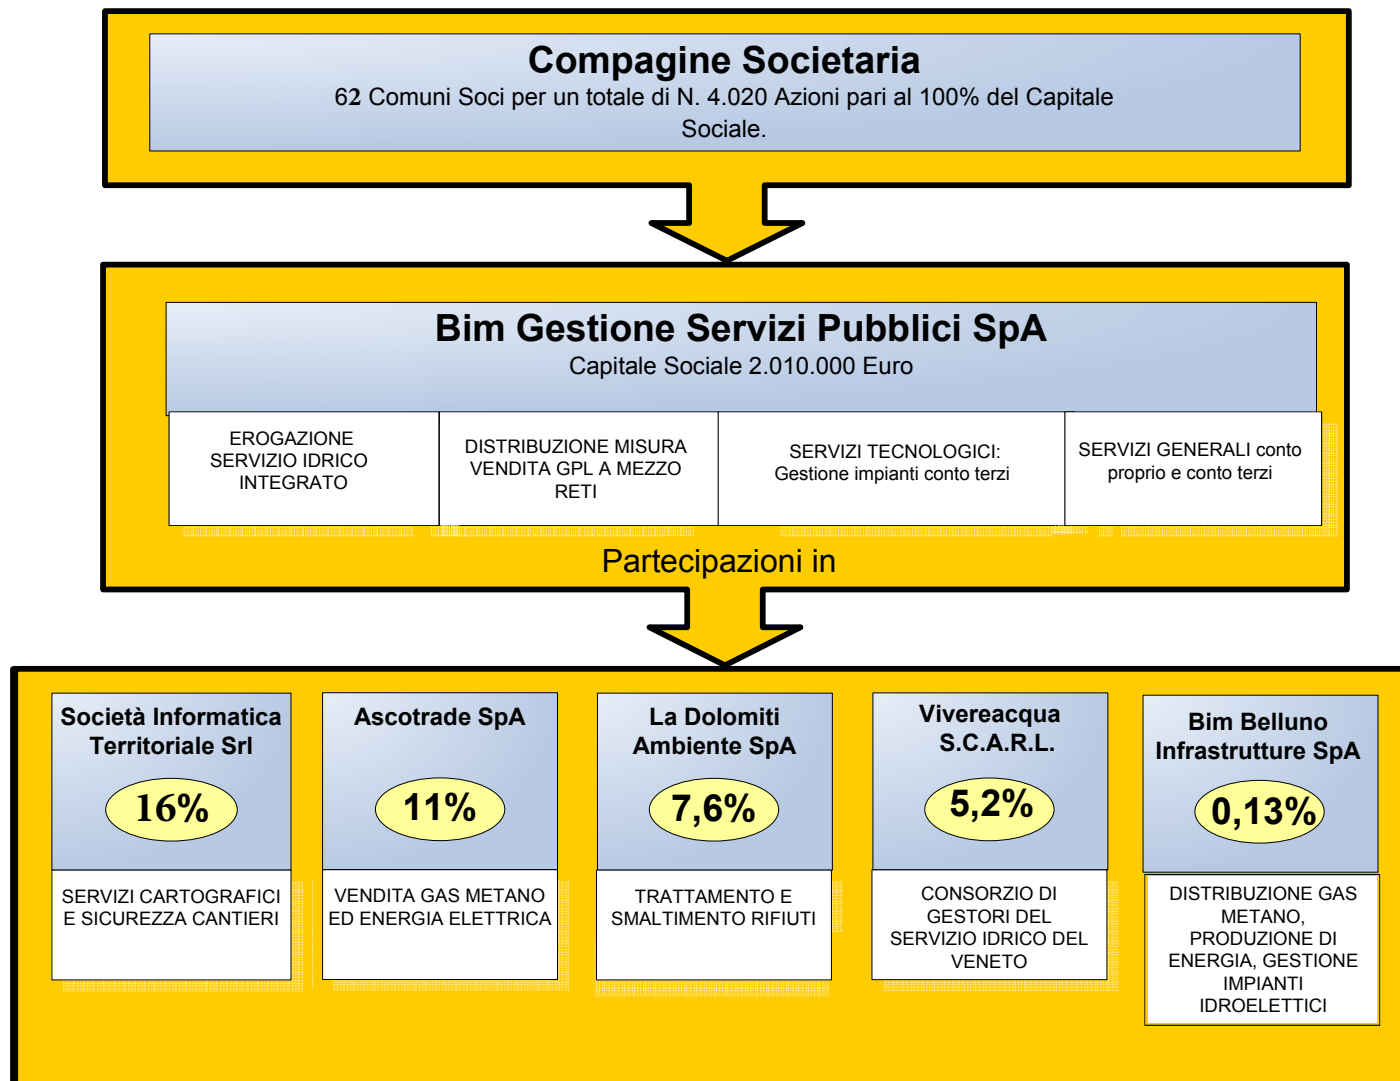 Compagine Societaria
62 Comuni Soci per un totale di N. 4.020 Azioni pari al 100% del Capitale
Sociale.
Bim Gestione Servizi Pubblici SpA
Capitale Sociale 2.010.000 Euro
EROGAZIONE
SERVIZIO IDRICO
INTEGRATO
DISTRIBUZIONE MISURA
VENDITA GPL A MEZZO
RETI
SERVIZI TECNOLOGICI:
Gestione impianti conto terzi
SERVIZI GENERALI conto
proprio e conto terzi
Partecipazioni in
Società Informatica
Territoriale Srl
16%
SERVIZI CARTOGRAFICI
E SICUREZZA CANTIERI
Ascotrade SpA
11%
VENDITA GAS METANO
ED ENERGIA ELETTRICA
La Dolomiti
Ambiente SpA
7,6%
TRATTAMENTO E
SMALTIMENTO RIFIUTI
Vivereacqua
S.C.A.R.L.
5,2%
CONSORZIO DI
GESTORI DEL
SERVIZIO IDRICO DEL
VENETO
Bim Belluno
Infrastrutture SpA
0,13%
DISTRIBUZIONE GAS
METANO,
PRODUZIONE DI
ENERGIA, GESTIONE
IMPIANTI
IDROELETTICI